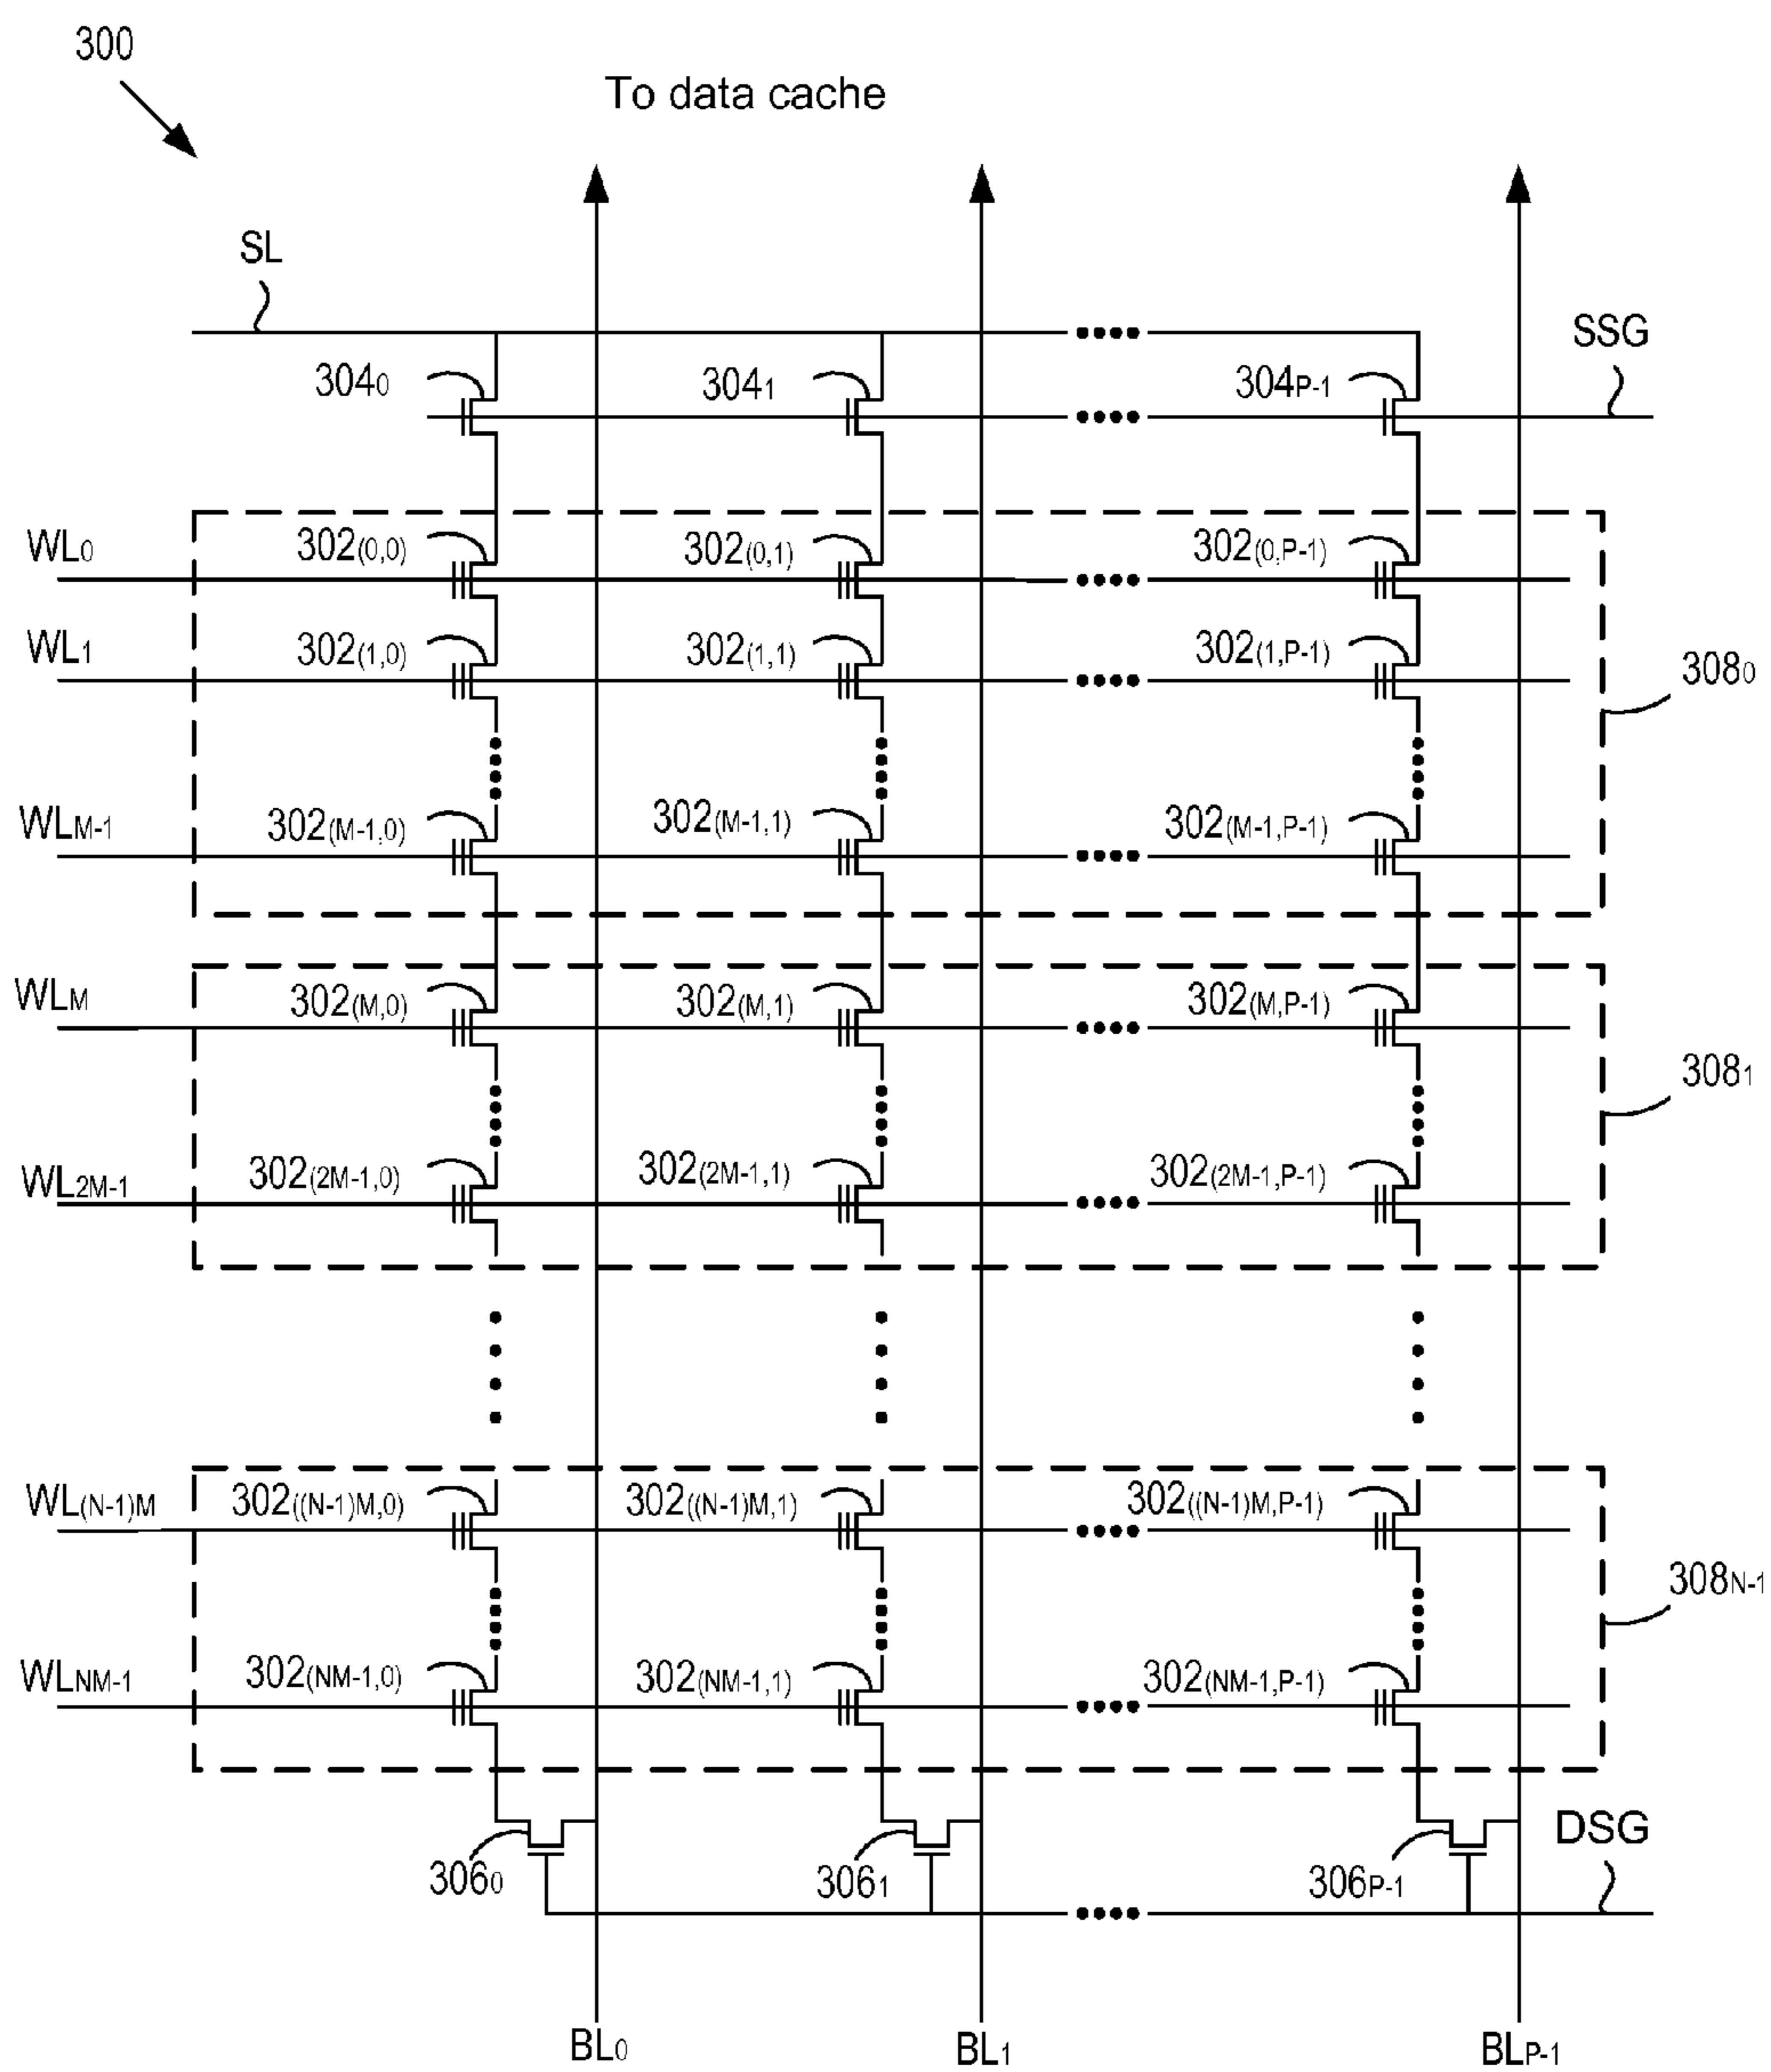 300
To data cache
SL
SSG
304₀ 304₁ 304P-1
WL₀ 302(0,0) 302(0,1) 302(0,P-1)
WL₁ 302(1,0) 302(1,1) 302(1,P-1)
308₀
WLM-1 302(M-1,0) 302(M-1,1) 302(M-1,P-1)
WLM 302(M,0) 302(M,1) 302(M,P-1)
308₁
WL2M-1 302(2M-1,0) 302(2M-1,1) 302(2M-1,P-1)
WL(N-1)M 302((N-1)M,0) 302((N-1)M,1) 302((N-1)M,P-1)
308N-1
WLNM-1 302(NM-1,0) 302(NM-1,1) 302(NM-1,P-1)
DSG
306₀ 306₁ 306P-1
BL₀ BL₁ BLP-1